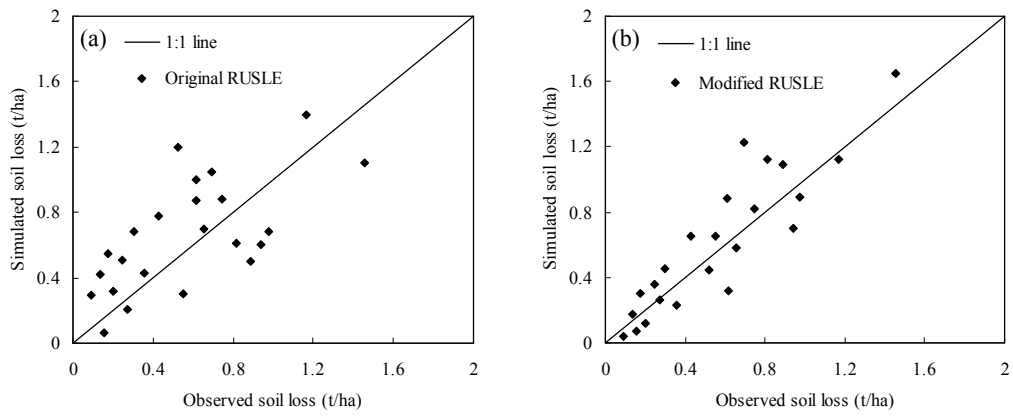 (a)
1:1 line
Original RUSLE
Simulated soil loss (t/ha)
2
1.6
1.2
0.8
0.4
0
0 0.4 0.8 1.2 1.6 2
Observed soil loss (t/ha)
(b)
1:1 line
Modified RUSLE
Simulated soil loss (t/ha)
2
1.6
1.2
0.8
0.4
0
0 0.4 0.8 1.2 1.6 2
Observed soil loss (t/ha)